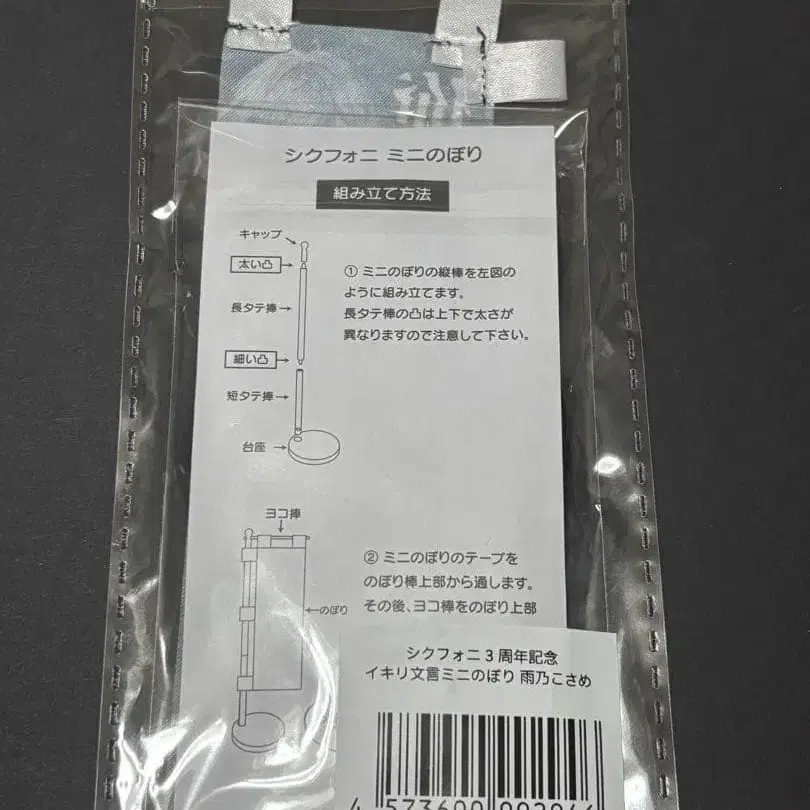 シクフォニ ミニのぼり
組み立て方法
キャップ
太い凸
長タテ棒
細い凸
短タテ棒
台座
① ミニのぼりの縦棒を左図の
ように組み立てます。
長タテ棒の凸は上下で太さが
異なりますので注意して下さい。
ヨコ棒
のぼり
② ミニのぼりのテープを
のぼり棒上部から通します。
その後、ヨコ棒をのぼり上部
シクフォニ3周年記念
イキリ文言ミニのぼり 雨乃こさめ